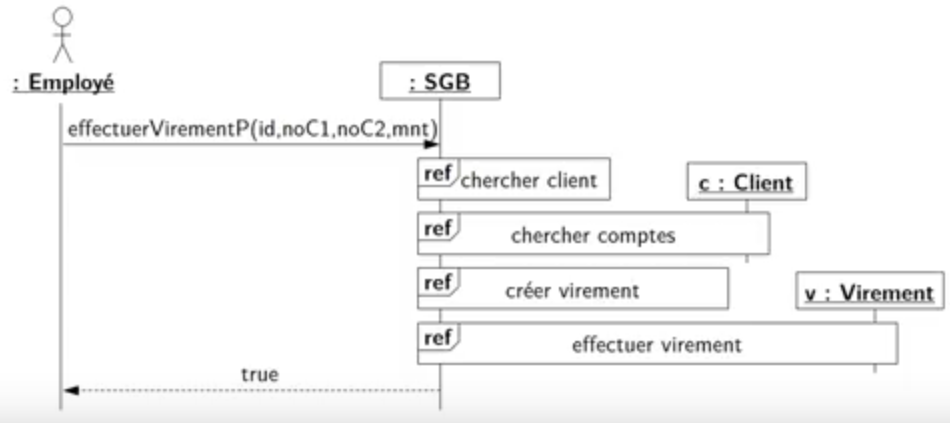 : Employé
: SGB
effectuerVirementP(id,noC1,noC2,mnt)
ref
chercher client
c : Client
ref
chercher comptes
ref
créer virement
v : Virement
ref
effectuer virement
true